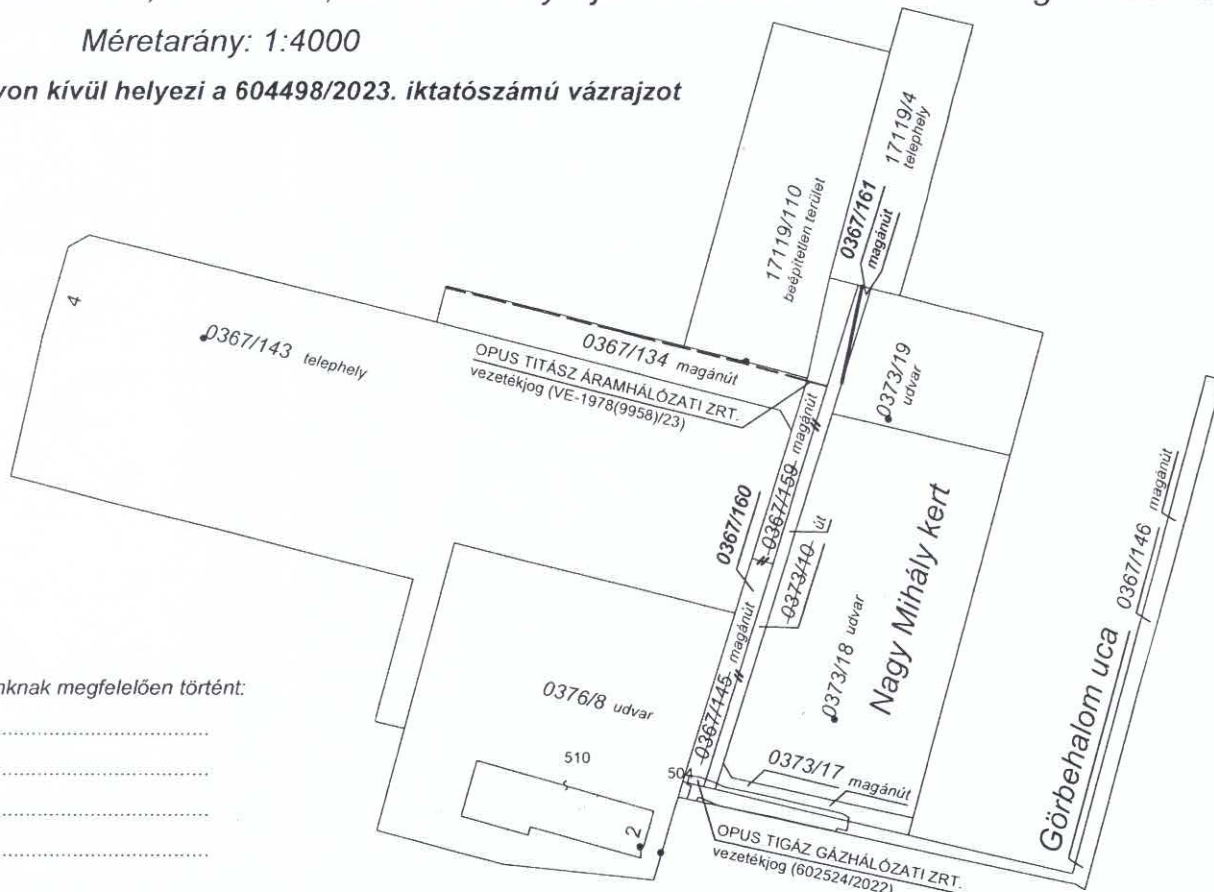 Méretarány: 1:4000
kívül helyezi a 604498/2023. iktatószámú vázrajzot
17119/4
telephely
17119/110
beépítetlen terület
0367/161
magánút
4
0367/143 telephely
0367/134 magánút
OPUS TITÁSZ ÁRAMHÁLÓZATI ZRT.
vezetékjog (VE-1978(9958)/23)
0373/19
udvar
0367/159 magánút
0367/160
0373/10 út
0373/18 udvar
Nagy Mihály kert
0367/146 magánút
Görbehalom uca
0367/145 magánút
0376/8 udvar
megfelelően történt:
510
504
2
0373/17 magánút
OPUS TIGÁZ GÁZHÁLÓZATI ZRT.
vezetékjog (602524/2022)